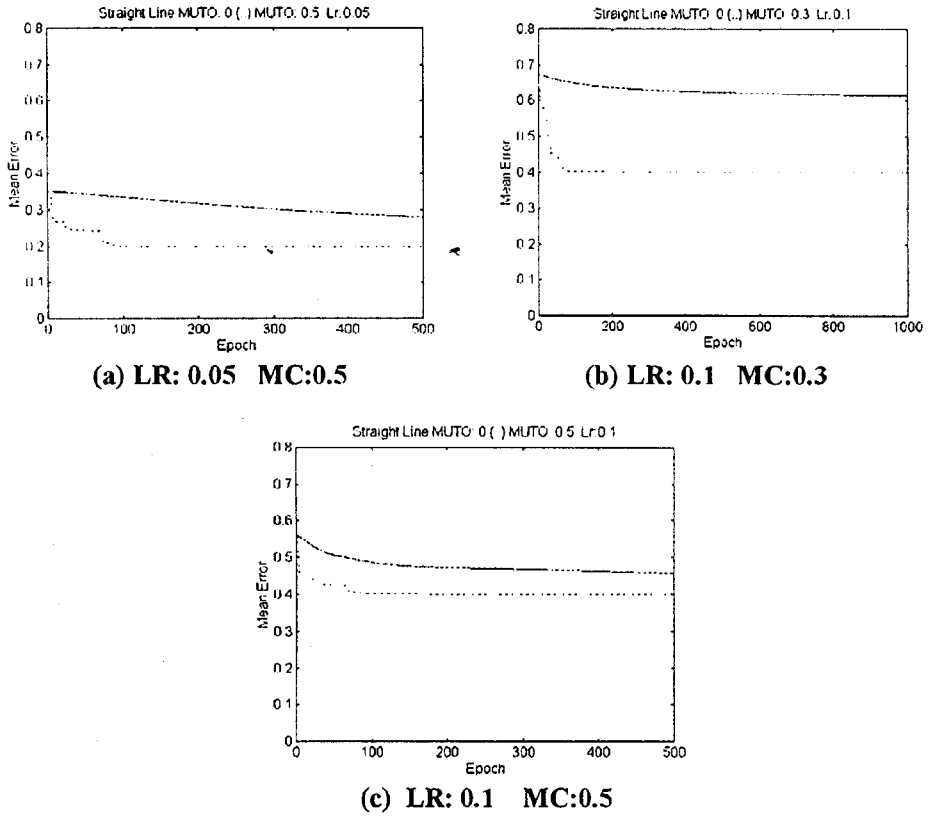 Straight Line MUTO: 0 (..) MUTO: 0.5 Lr:0.05
0.8
0.7
0.6
0.5
0.4
0.3
0.2
0.1
0
Mean Error
0 100 200 300 400 500
Epoch
(a) LR: 0.05 MC:0.5
Straight Line MUTO 0 (..) MUTO 0.3 Lr:0.1
0.8
0.7
0.6
0.5
0.4
0.3
0.2
0.1
0
Mean Error
0 200 400 600 800 1000
Epoch
(b) LR: 0.1 MC:0.3
Straight Line MUTO: 0 (..) MUTO 0.5 Lr:0.1
0.8
0.7
0.6
0.5
0.4
0.3
0.2
0.1
0
Mean Error
0 100 200 300 400 500
Epoch
(c) LR: 0.1 MC:0.5